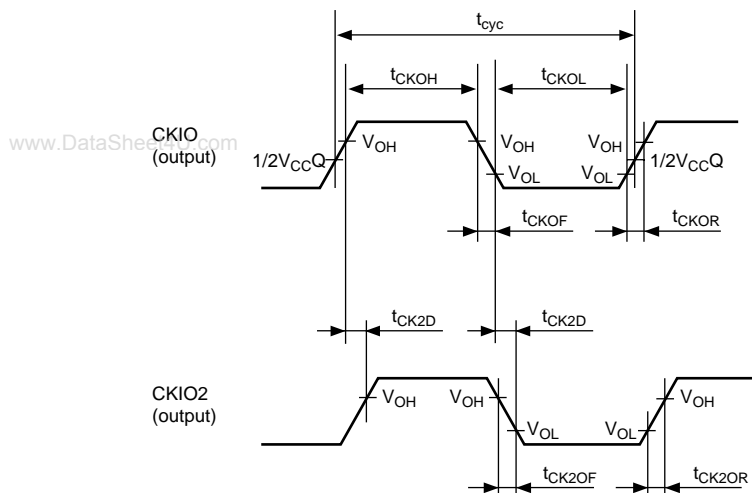 tcyc
tCKOH tCKOL
www.DataSheet4U.com
CKIO
(output)
VOH VOH VOH
1/2VCCQ 1/2VCCQ
VOL VOL
tCKOF tCKOR
tCK2D tCK2D
CKIO2
(output)
VOH VOH VOH
VOL VOL
tCK2OF tCK2OR